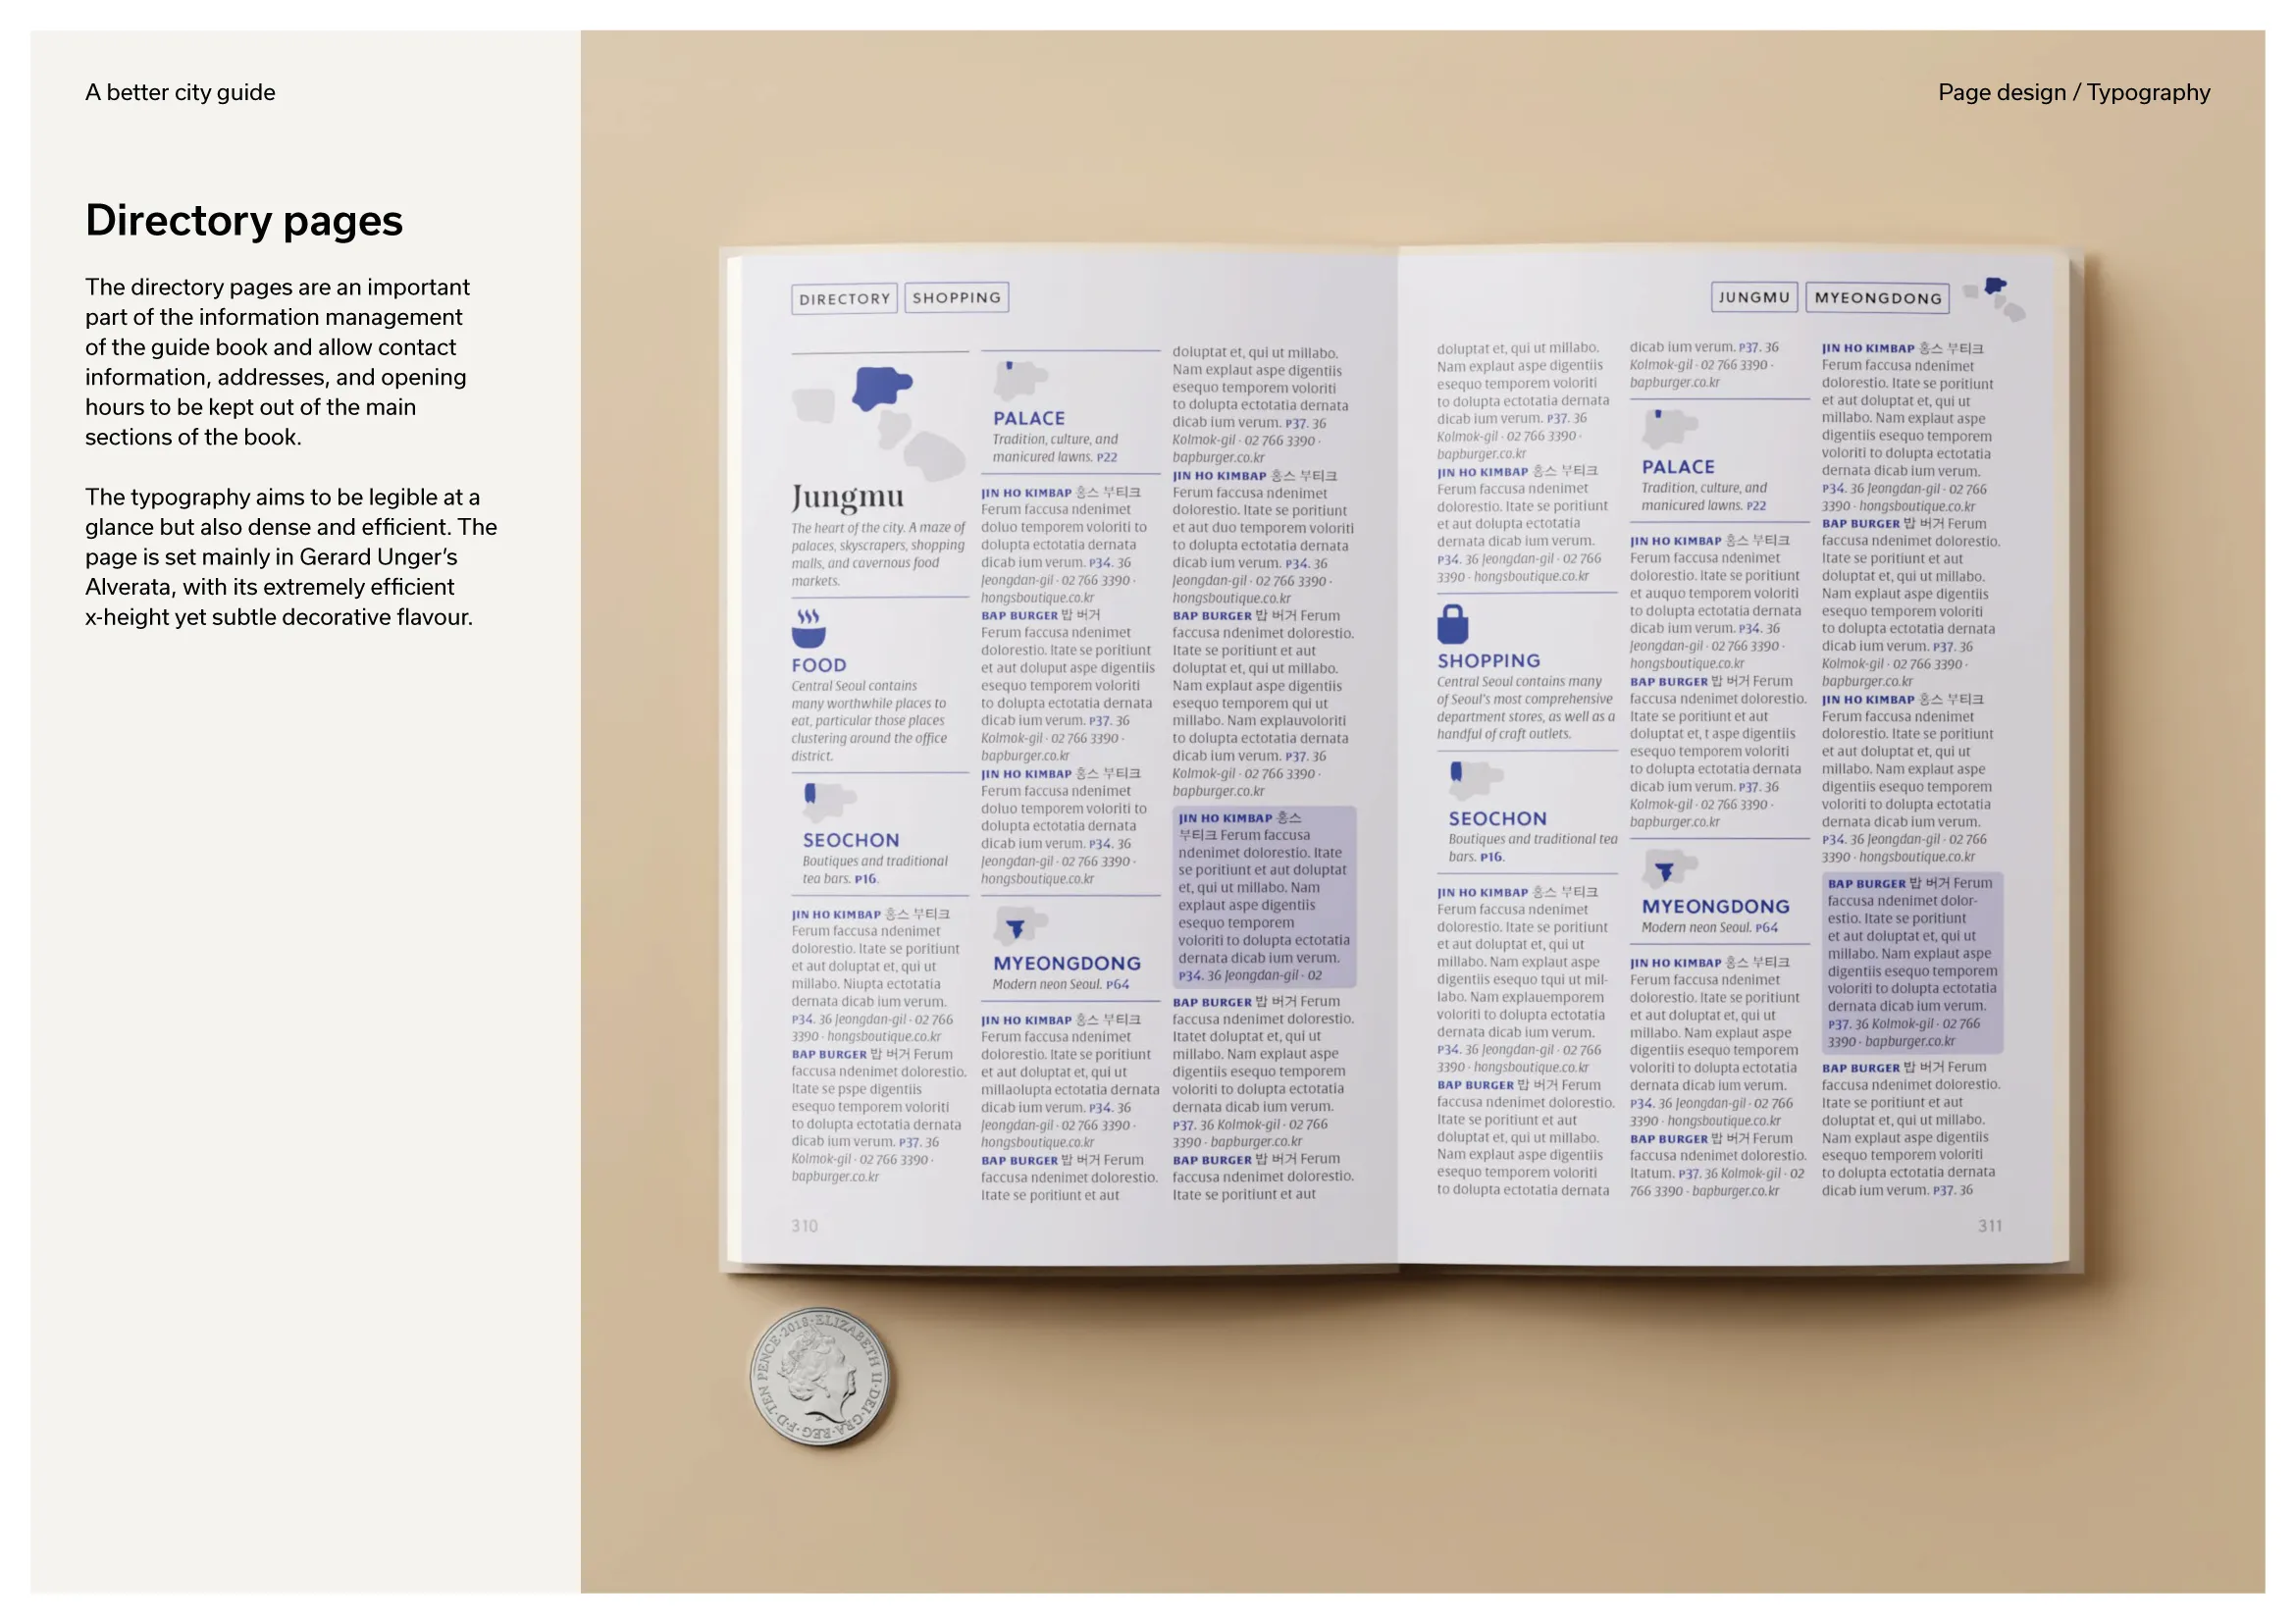 A better city guide
Page design / Typography
Directory pages
The directory pages are an important
part of the information management
of the guide book and allow contact
information, addresses, and opening
hours to be kept out of the main
sections of the book.
The typography aims to be legible at a
glance but also dense and efficient. The
page is set mainly in Gerard Unger’s
Alverata, with its extremely efficient
x-height yet subtle decorative flavour.
DIRECTORY SHOPPING
Jungmu
The heart of the city. A maze of
palaces, skyscrapers, shopping
malls, and cavernous food
markets.
FOOD
Central Seoul contains
many worthwhile places to
eat, particular those places
clustering around the office
district.
SEOCHON
Boutiques and traditional
tea bars. P16.
JIN HO KIMBAP 홍스 부티크
Ferum faccusa ndenimet
dolorestio. Itate se poritiunt
et aut doluptat et, qui ut
millabo. Niupta ectotatia
dernata dicab ium verum.
P34. 36 Jeongdan-gil · 02 766
3390 · hongsboutique.co.kr
BAP BURGER 밥 버거 Ferum
faccusa ndenimet dolorestio.
Itate se pspe digentiis
esequo temporem voloriti
to dolupta ectotatia dernata
dicab ium verum. P37. 36
Kolmok-gil · 02 766 3390 ·
bapburger.co.kr
PALACE
Tradition, culture, and
manicured lawns. P22
JIN HO KIMBAP 홍스 부티크
Ferum faccusa ndenimet
doluo temporem voloriti to
dolupta ectotatia dernata
dicab ium verum. P34. 36
Jeongdan-gil · 02 766 3390 ·
hongsboutique.co.kr
BAP BURGER 밥 버거
Ferum faccusa ndenimet
dolorestio. Itate se poritiunt
et aut doluput aspe digentiis
esequo temporem voloriti
to dolupta ectotatia dernata
dicab ium verum. P37. 36
Kolmok-gil · 02 766 3390 ·
bapburger.co.kr
JIN HO KIMBAP 홍스 부티크
Ferum faccusa ndenimet
doluo temporem voloriti to
dolupta ectotatia dernata
dicab ium verum. P34. 36
Jeongdan-gil · 02 766 3390 ·
hongsboutique.co.kr
MYEONGDONG
Modern neon Seoul. P64
JIN HO KIMBAP 홍스 부티크
Ferum faccusa ndenimet
dolorestio. Itate se poritiunt
et aut doluptat et, qui ut
millaolupta ectotatia dernata
dicab ium verum. P34. 36
Jeongdan-gil · 02 766 3390 ·
hongsboutique.co.kr
BAP BURGER 밥 버거 Ferum
faccusa ndenimet dolorestio.
Itate se poritiunt et aut
doluptat et, qui ut millabo.
Nam explaut aspe digentiis
esequo temporem voloriti
to dolupta ectotatia dernata
dicab ium verum. P37. 36
Kolmok-gil · 02 766 3390 ·
bapburger.co.kr
JIN HO KIMBAP 홍스 부티크
Ferum faccusa ndenimet
dolorestio. Itate se poritiunt
et aut duo temporem voloriti
to dolupta ectotatia dernata
dicab ium verum. P34. 36
Jeongdan-gil · 02 766 3390 ·
hongsboutique.co.kr
BAP BURGER 밥 버거 Ferum
faccusa ndenimet dolorestio.
Itate se poritiunt et aut
doluptat et, qui ut millabo.
Nam explaut aspe digentiis
esequo temporem qui ut
millabo. Nam explauvoloriti
to dolupta ectotatia dernata
dicab ium verum. P37. 36
Kolmok-gil · 02 766 3390 ·
bapburger.co.kr
JIN HO KIMBAP 홍스
부티크 Ferum faccusa
ndenimet dolorestio. Itate
se poritiunt et aut doluptat
et, qui ut millabo. Nam
explaut aspe digentiis
esequo temporem
voloriti to dolupta ectotatia
dernata dicab ium verum.
P34. 36 Jeongdan-gil · 02
BAP BURGER 밥 버거 Ferum
faccusa ndenimet dolorestio.
Itatet doluptat et, qui ut
millabo. Nam explaut aspe
digentiis esequo temporem
voloriti to dolupta ectotatia
dernata dicab ium verum.
P37. 36 Kolmok-gil · 02 766
3390 · bapburger.co.kr
BAP BURGER 밥 버거 Ferum
faccusa ndenimet dolorestio.
Itate se poritiunt et aut
310
JUNGMU MYEONGDONG
doluptat et, qui ut millabo.
Nam explaut aspe digentiis
esequo temporem voloriti
to dolupta ectotatia dernata
dicab ium verum. P37. 36
Kolmok-gil · 02 766 3390 ·
bapburger.co.kr
JIN HO KIMBAP 홍스 부티크
Ferum faccusa ndenimet
dolorestio. Itate se poritiunt
et aut dolupta ectotatia
dernata dicab ium verum.
P34. 36 Jeongdan-gil · 02 766
3390 · hongsboutique.co.kr
SHOPPING
Central Seoul contains many
of Seoul’s most comprehensive
department stores, as well as a
handful of craft outlets.
SEOCHON
Boutiques and traditional tea
bars. P16.
JIN HO KIMBAP 홍스 부티크
Ferum faccusa ndenimet
dolorestio. Itate se poritiunt
et aut doluptat et, qui ut
millabo. Nam explaut aspe
digentiis esequo tqui ut mil-
labo. Nam explauemporem
voloriti to dolupta ectotatia
dernata dicab ium verum.
P34. 36 Jeongdan-gil · 02 766
3390 · hongsboutique.co.kr
BAP BURGER 밥 버거 Ferum
faccusa ndenimet dolorestio.
Itate se poritiunt et aut
doluptat et, qui ut millabo.
Nam explaut aspe digentiis
esequo temporem voloriti
to dolupta ectotatia dernata
dicab ium verum. P37. 36
Kolmok-gil · 02 766 3390 ·
bapburger.co.kr
PALACE
Tradition, culture, and
manicured lawns. P22
JIN HO KIMBAP 홍스 부티크
Ferum faccusa ndenimet
dolorestio. Itate se poritiunt
et auquo temporem voloriti
to dolupta ectotatia dernata
dicab ium verum. P34. 36
Jeongdan-gil · 02 766 3390 ·
hongsboutique.co.kr
BAP BURGER 밥 버거 Ferum
faccusa ndenimet dolorestio.
Itate se poritiunt et aut
doluptat et, t aspe digentiis
esequo temporem voloriti
to dolupta ectotatia dernata
dicab ium verum. P37. 36
Kolmok-gil · 02 766 3390 ·
bapburger.co.kr
MYEONGDONG
Modern neon Seoul. P64
JIN HO KIMBAP 홍스 부티크
Ferum faccusa ndenimet
dolorestio. Itate se poritiunt
et aut doluptat et, qui ut
millabo. Nam explaut aspe
digentiis esequo temporem
voloriti to dolupta ectotatia
dernata dicab ium verum.
P34. 36 Jeongdan-gil · 02 766
3390 · hongsboutique.co.kr
BAP BURGER 밥 버거 Ferum
faccusa ndenimet dolorestio.
Itatum. P37. 36 Kolmok-gil · 02
766 3390 · bapburger.co.kr
JIN HO KIMBAP 홍스 부티크
Ferum faccusa ndenimet
dolorestio. Itate se poritiunt
et aut doluptat et, qui ut
millabo. Nam explaut aspe
digentiis esequo temporem
voloriti to dolupta ectotatia
dernata dicab ium verum.
P34. 36 Jeongdan-gil · 02 766
3390 · hongsboutique.co.kr
BAP BURGER 밥 버거 Ferum
faccusa ndenimet dolorestio.
Itate se poritiunt et aut
doluptat et, qui ut millabo.
Nam explaut aspe digentiis
esequo temporem voloriti
to dolupta ectotatia dernata
dicab ium verum. P37. 36
Kolmok-gil · 02 766 3390 ·
bapburger.co.kr
JIN HO KIMBAP 홍스 부티크
Ferum faccusa ndenimet
dolorestio. Itate se poritiunt
et aut doluptat et, qui ut
millabo. Nam explaut aspe
digentiis esequo temporem
voloriti to dolupta ectotatia
dernata dicab ium verum.
P34. 36 Jeongdan-gil · 02 766
3390 · hongsboutique.co.kr
BAP BURGER 밥 버거 Ferum
faccusa ndenimet dolor-
estio. Itate se poritiunt
et aut doluptat et, qui ut
millabo. Nam explaut aspe
digentiis esequo temporem
voloriti to dolupta ectotatia
dernata dicab ium verum.
P37. 36 Kolmok-gil · 02 766
3390 · bapburger.co.kr
BAP BURGER 밥 버거 Ferum
faccusa ndenimet dolorestio.
Itate se poritiunt et aut
doluptat et, qui ut millabo.
Nam explaut aspe digentiis
esequo temporem voloriti
to dolupta ectotatia dernata
dicab ium verum. P37. 36
311
TEN PENCE·2018·ELIZABETH II·DEI·GRA·REG·F·D·